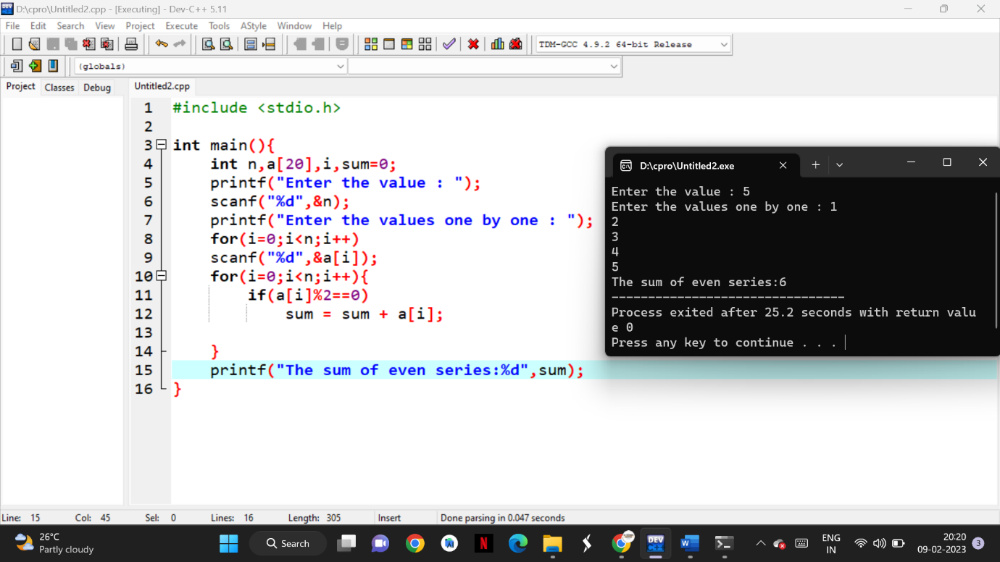 D:\cpro\Untitled2.cpp - [Executing] - Dev-C++ 5.11
File Edit Search View Project Execute Tools AStyle Window Help
TDM-GCC 4.9.2 64-bit Release
(globals)
Project Classes Debug
Untitled2.cpp
1 #include <stdio.h>
2
3 int main(){
4 int n,a[20],i,sum=0;
5 printf("Enter the value : ");
6 scanf("%d",&n);
7 printf("Enter the values one by one : ");
8 for(i=0;i<n;i++)
9 scanf("%d",&a[i]);
10 for(i=0;i<n;i++){
11 if(a[i]%2==0)
12 sum = sum + a[i];
13
14 }
15 printf("The sum of even series:%d",sum);
16 }
D:\cpro\Untitled2.exe
Enter the value : 5
Enter the values one by one : 1
2
3
4
5
The sum of even series:6
--------------------------------
Process exited after 25.2 seconds with return valu
e 0
Press any key to continue . . .
Line: 15 Col: 45 Sel: 0 Lines: 16 Length: 305 Insert Done parsing in 0.047 seconds
26°C
Partly cloudy
Search
N
DEV
W
ENG
IN
20:20
09-02-2023
3